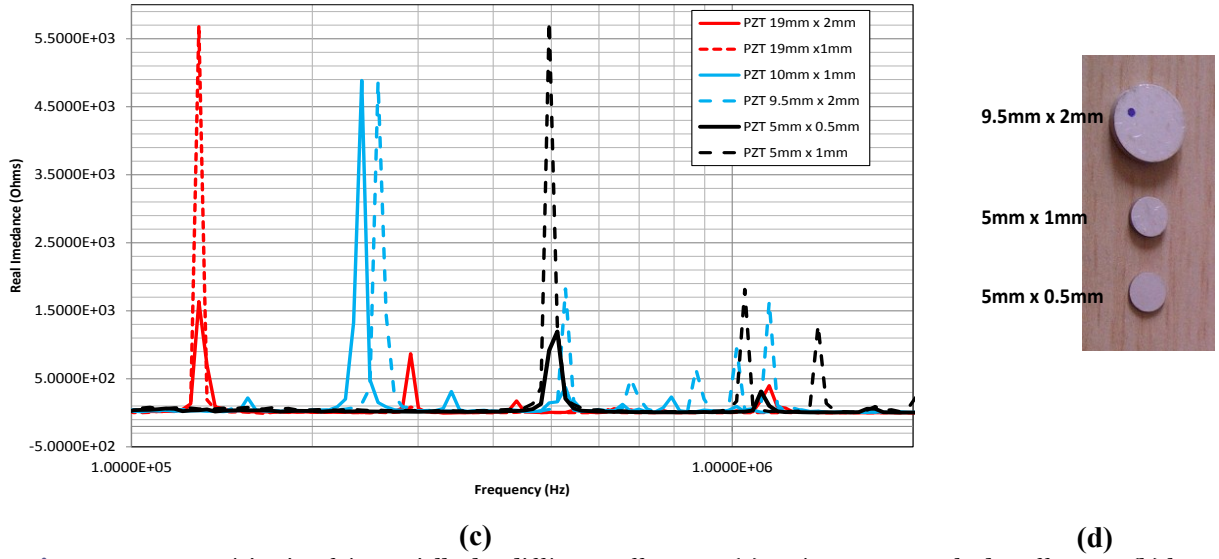 5.5000E+03
4.5000E+03
3.5000E+03
2.5000E+03
1.5000E+03
5.0000E+02
-5.0000E+02
Real Imedance (Ohms)
1.0000E+05
1.0000E+06
Frequency (Hz)
PZT 19mm x 2mm
PZT 19mm x1mm
PZT 10mm x 1mm
PZT 9.5mm x 2mm
PZT 5mm x 0.5mm
PZT 5mm x 1mm
(c)
9.5mm x 2mm
5mm x 1mm
5mm x 0.5mm
(d)